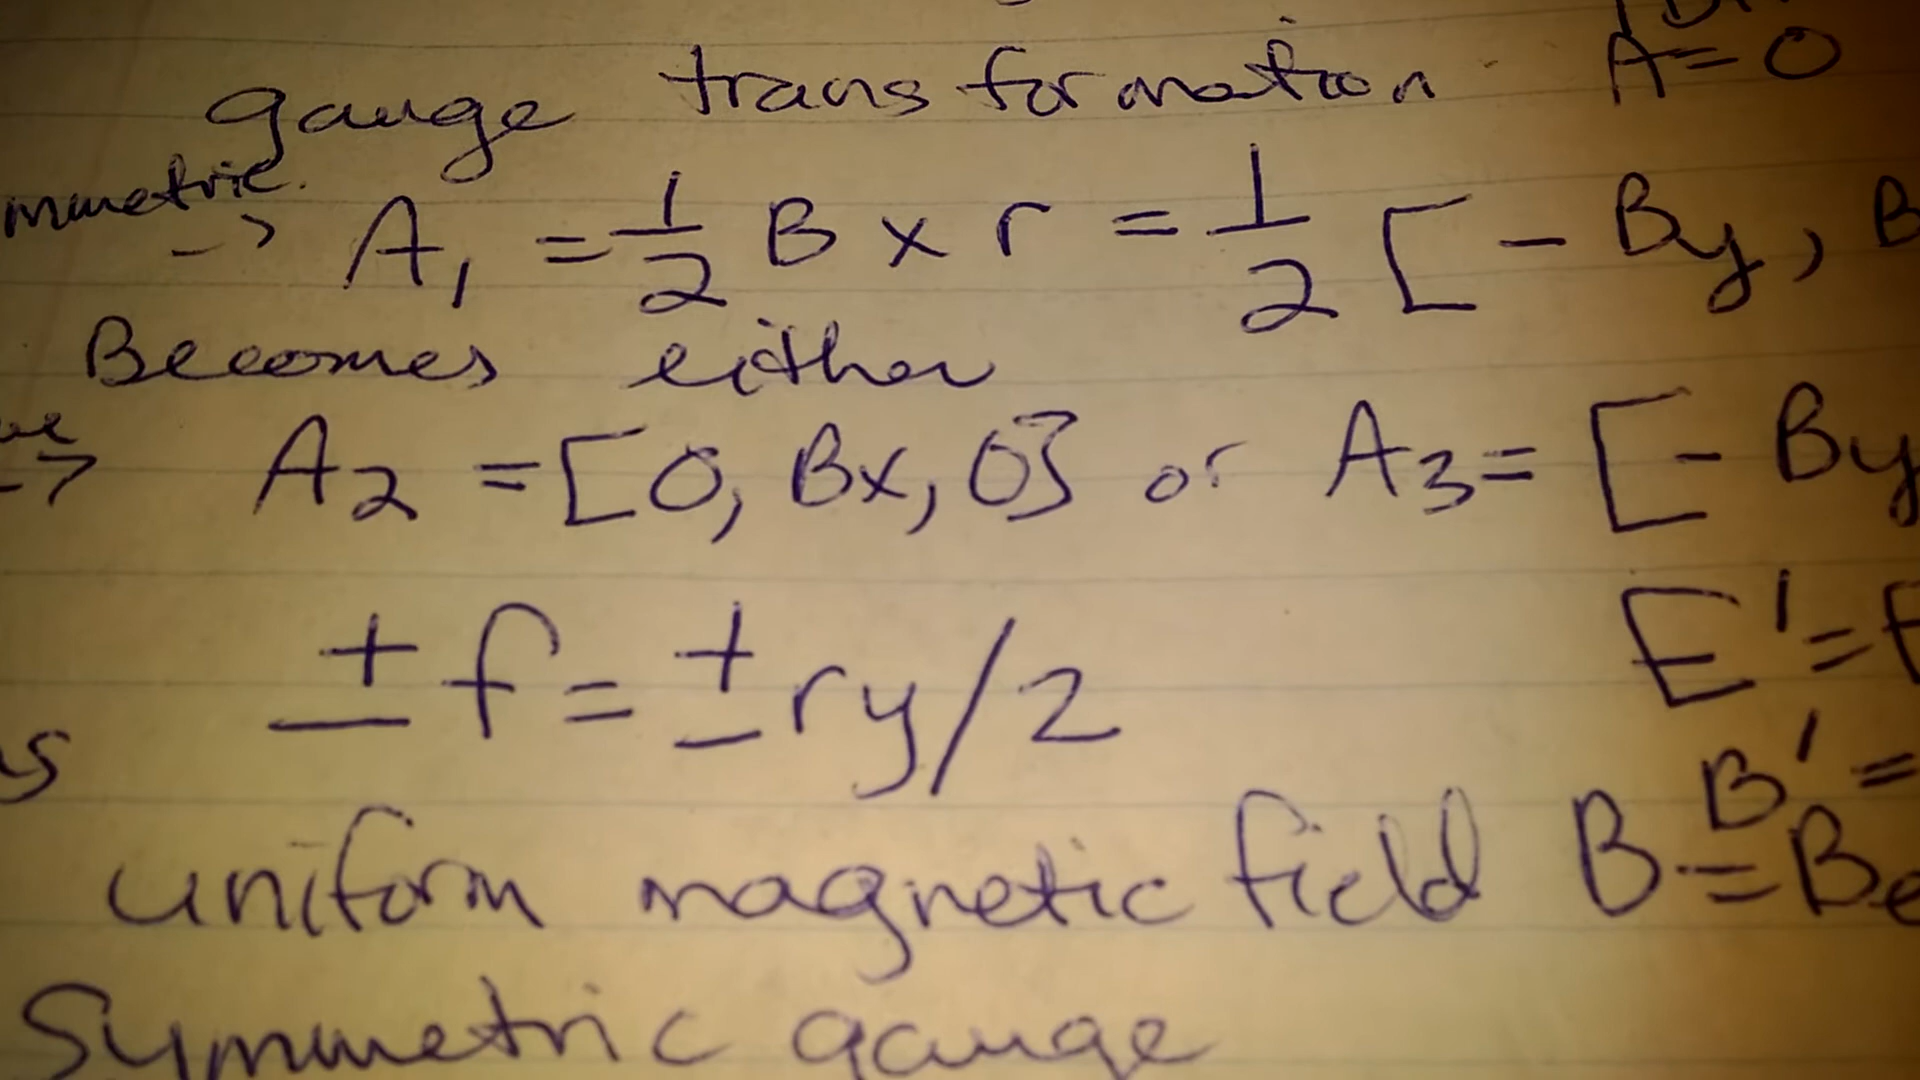 gauge transformation A = 0
mmetric.
→ A₁ = 1/2 B × r = 1/2 [ - By, B
Becomes either
→ A₂ = [0, Bx, 0] or A₃ = [ - By
± f = ± ry/2 E' =
B' =
uniform magnetic field B = Be
Symmetric gauge